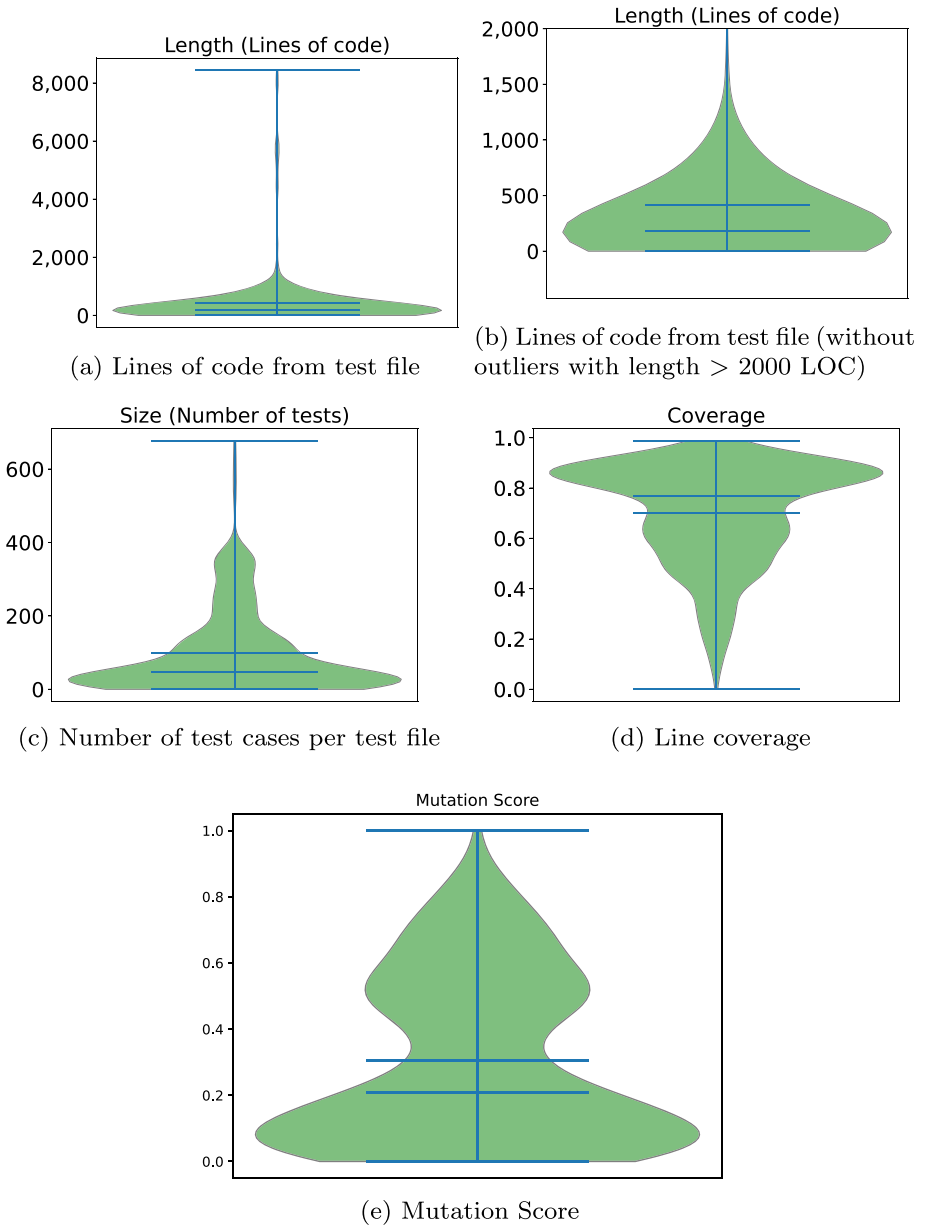 Length (Lines of code)
8,000
6,000
4,000
2,000
0
(a) Lines of code from test file
Length (Lines of code)
2,000
1,500
1,000
500
0
(b) Lines of code from test file (without
outliers with length > 2000 LOC)
Size (Number of tests)
600
400
200
0
(c) Number of test cases per test file
Coverage
1.0
0.8
0.6
0.4
0.2
0.0
(d) Line coverage
Mutation Score
1.0
0.8
0.6
0.4
0.2
0.0
(e) Mutation Score